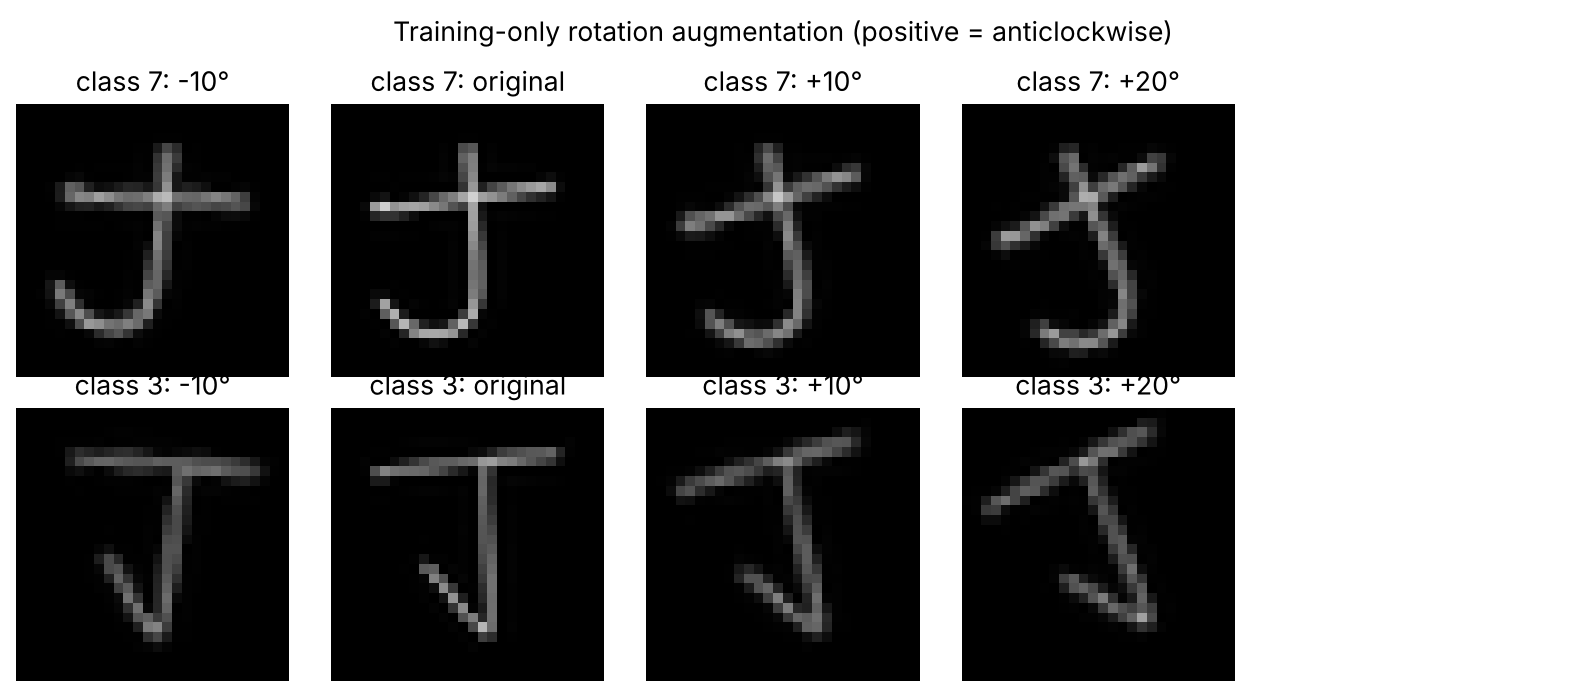 Training-only rotation augmentation (positive = anticlockwise)
class 7: -10° class 7: original class 7: +10° class 7: +20°
class 3: -10° class 3: original class 3: +10° class 3: +20°